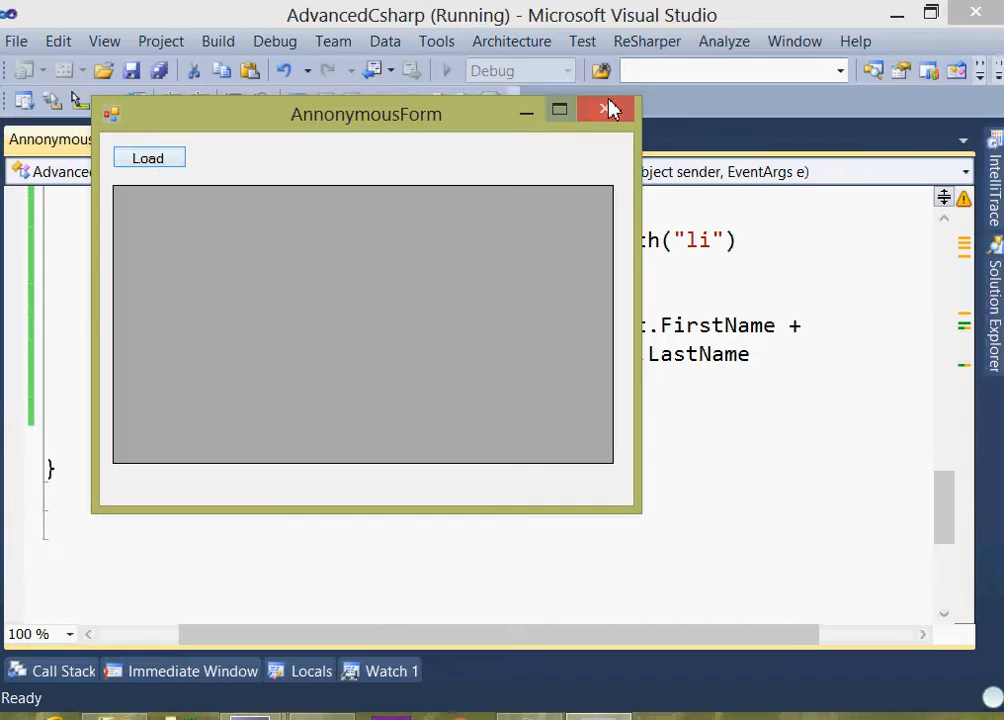 AdvancedCsharp (Running) - Microsoft Visual Studio
File Edit View Project Build Debug Team Data Tools Architecture Test ReSharper Analyze Window Help
Debug
AnnonymousForm
Annonymous
Load
Advanced
bject sender, EventArgs e)
th("li")
t.FirstName +
.LastName
}
IntelliTrace
Solution Explorer
100 %
Call Stack Immediate Window Locals Watch 1
Ready